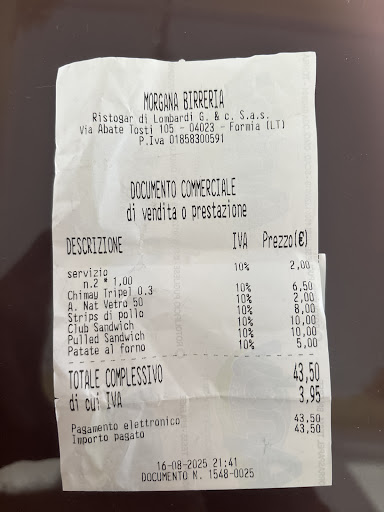 MORGANA BIRRERIA
Ristogar di Lombardi G. & c. S.a.s.
Via Abate Tosti 105 - 04023 - Formia (LT)
P.Iva 01858300591
DOCUMENTO COMMERCIALE
di vendita o prestazione
DESCRIZIONE IVA Prezzo(€)
servizio 10% 2,00
n.2 * 1,00
Chimay Tripel 0.3 10% 6,50
A. Nat Vetro 50 10% 2,00
Strips di pollo 10% 8,00
Club Sandwich 10% 10,00
Pulled Sandwich 10% 10,00
Patate al forno 10% 5,00
TOTALE COMPLESSIVO 43,50
di cui IVA 3,95
Pagamento elettronico 43,50
Importo pagato 43,50
16-08-2025 21:41
DOCUMENTO N. 1548-0025